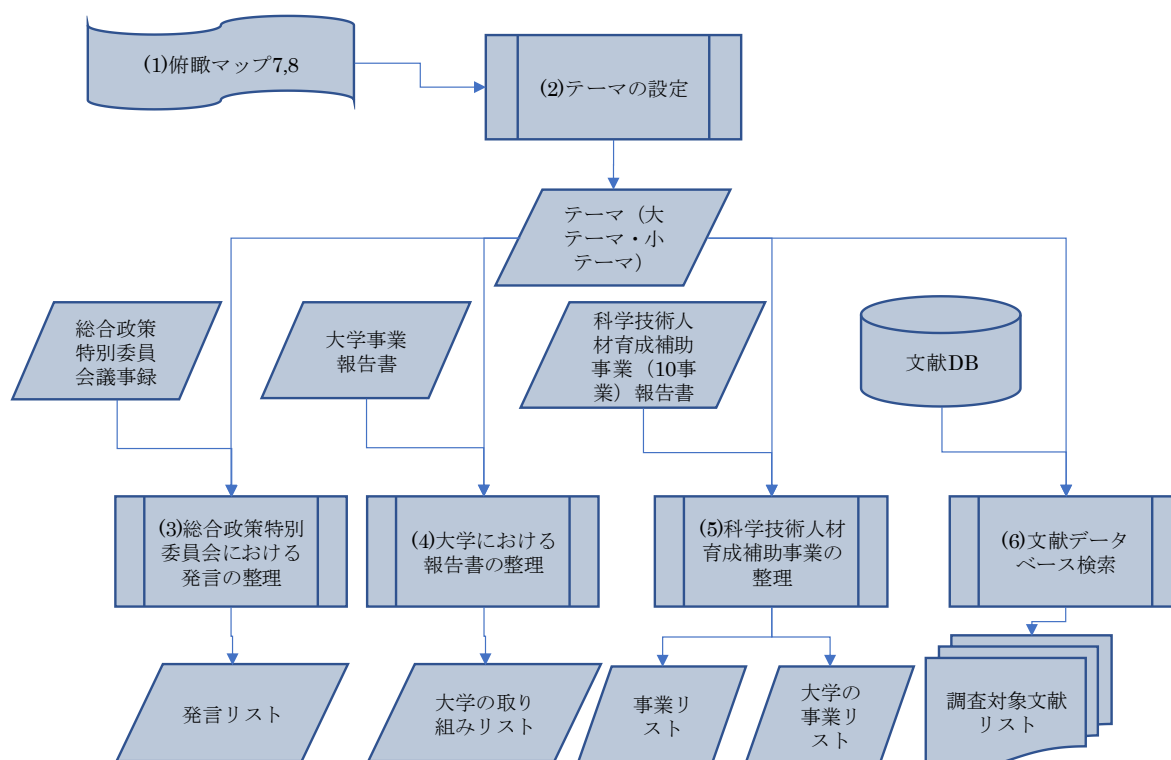 (1)俯瞰マップ7,8
(2)テーマの設定
テーマ（大
テーマ・小
テーマ）
総合政策
特別委員
会議事録
大学事業
報告書
科学技術人
材育成補助
事業（10事
業）報告書
文献DB
(3)総合政策特別
委員会における
発言の整理
(4)大学における
報告書の整理
(5)科学技術人材
育成補助事業の
整理
(6)文献データ
ベース検索
発言リスト
大学の取り
組みリスト
事業リ
スト
大学の
事業リ
スト
調査対象文献
リスト